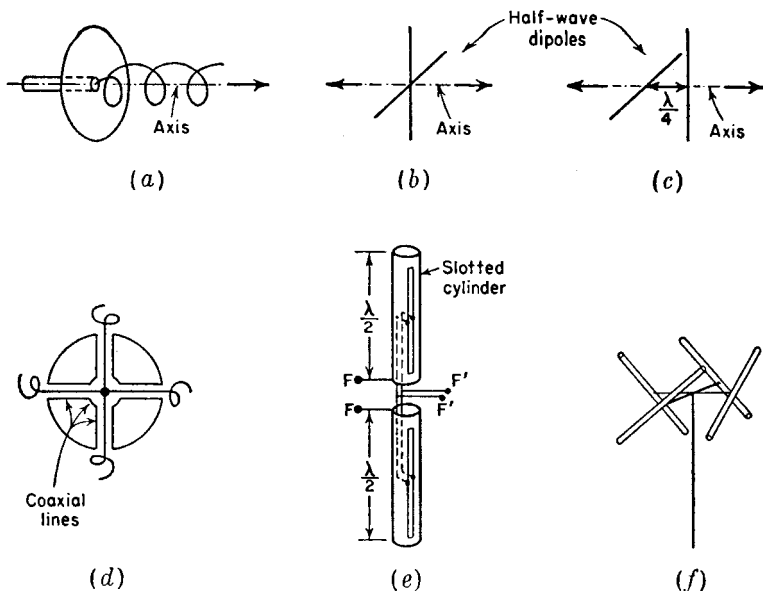 Axis
(a)
Half-wave
dipoles
Axis
(b)
λ/4
Axis
(c)
Coaxial
lines
(d)
λ/2
Slotted
cylinder
F
F'
F
F'
λ/2
(e)
(f)